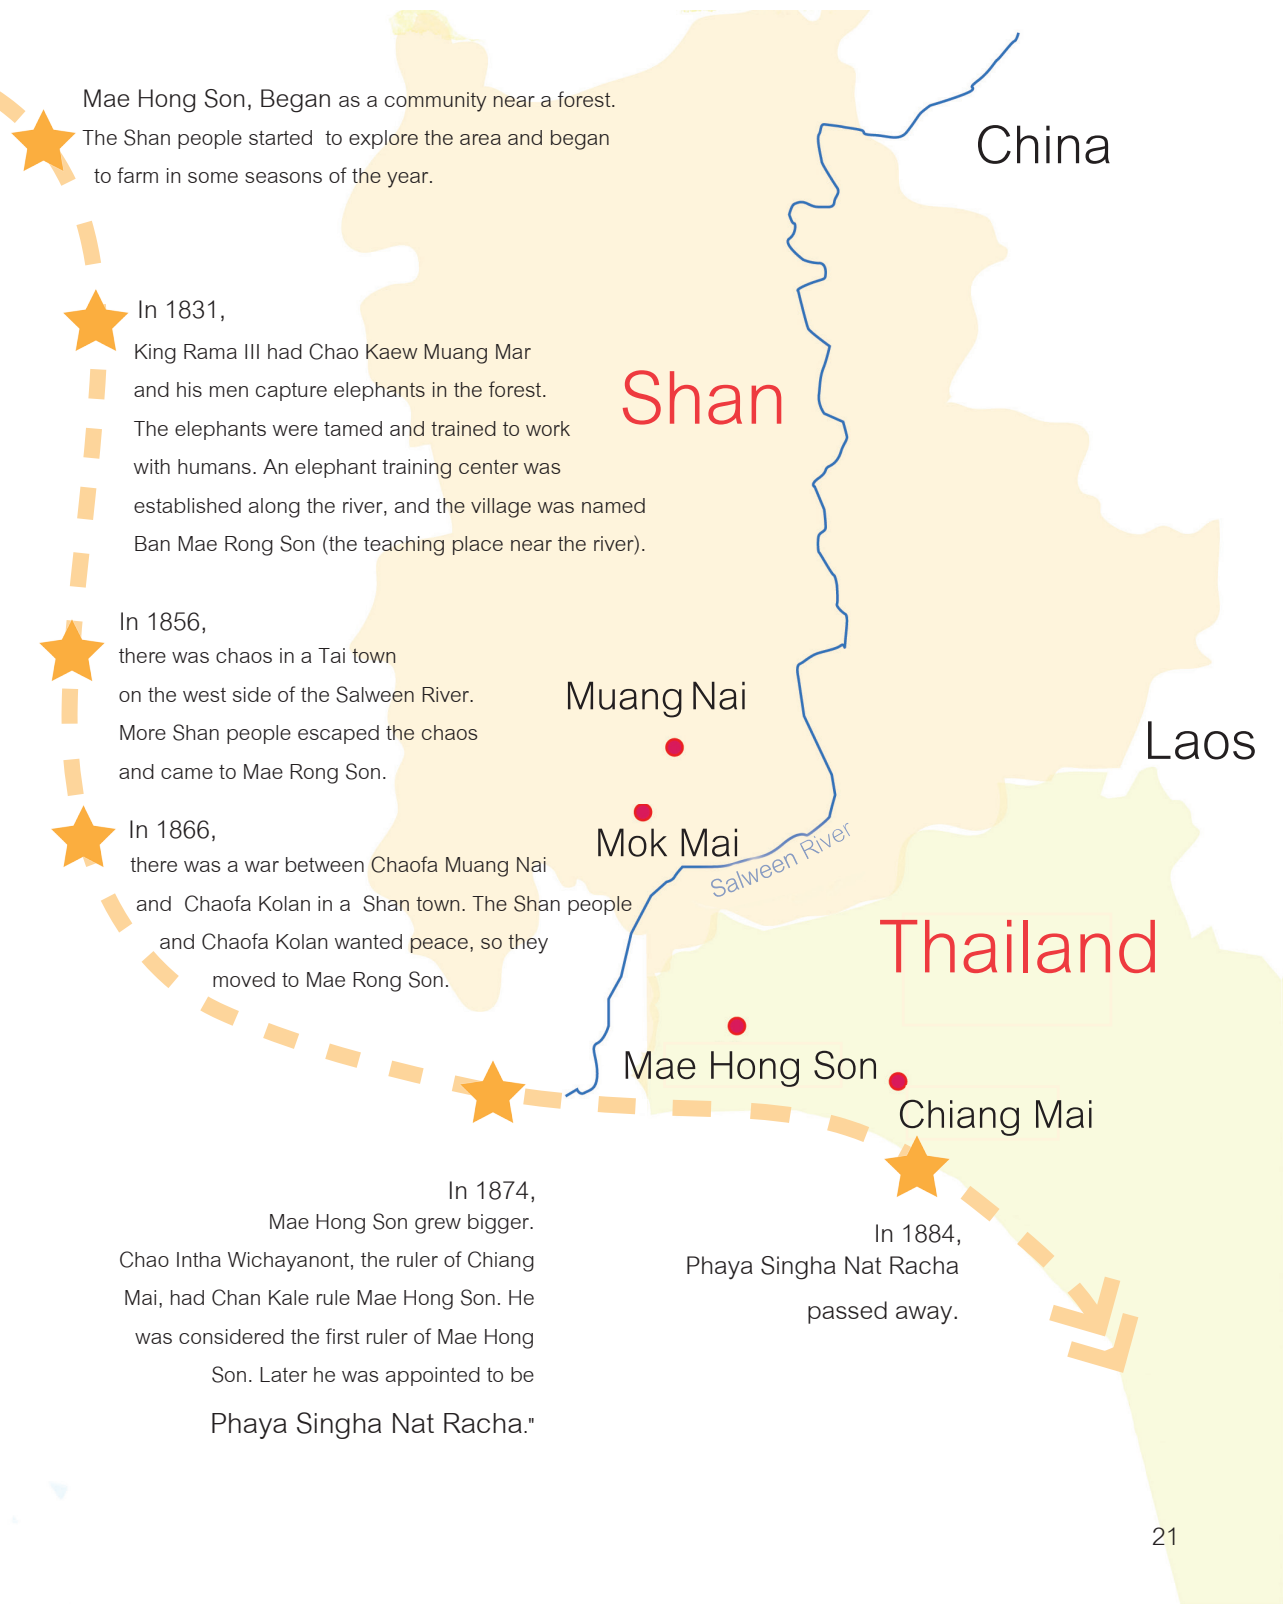 Mae Hong Son, Began as a community near a forest.
The Shan people started to explore the area and began
to farm in some seasons of the year.
China
In 1831,
King Rama III had Chao Kaew Muang Mar
and his men capture elephants in the forest.
The elephants were tamed and trained to work
with humans. An elephant training center was
established along the river, and the village was named
Ban Mae Rong Son (the teaching place near the river).
Shan
In 1856,
there was chaos in a Tai town
on the west side of the Salween River.
More Shan people escaped the chaos
and came to Mae Rong Son.
Muang Nai
Laos
Mok Mai
Salween River
In 1866,
there was a war between Chaofa Muang Nai
and Chaofa Kolan in a Shan town. The Shan people
and Chaofa Kolan wanted peace, so they
moved to Mae Rong Son.
Thailand
Mae Hong Son
Chiang Mai
In 1874,
Mae Hong Son grew bigger.
Chao Intha Wichayanont, the ruler of Chiang
Mai, had Chan Kale rule Mae Hong Son. He
was considered the first ruler of Mae Hong
Son. Later he was appointed to be
Phaya Singha Nat Racha."
In 1884,
Phaya Singha Nat Racha
passed away.
21